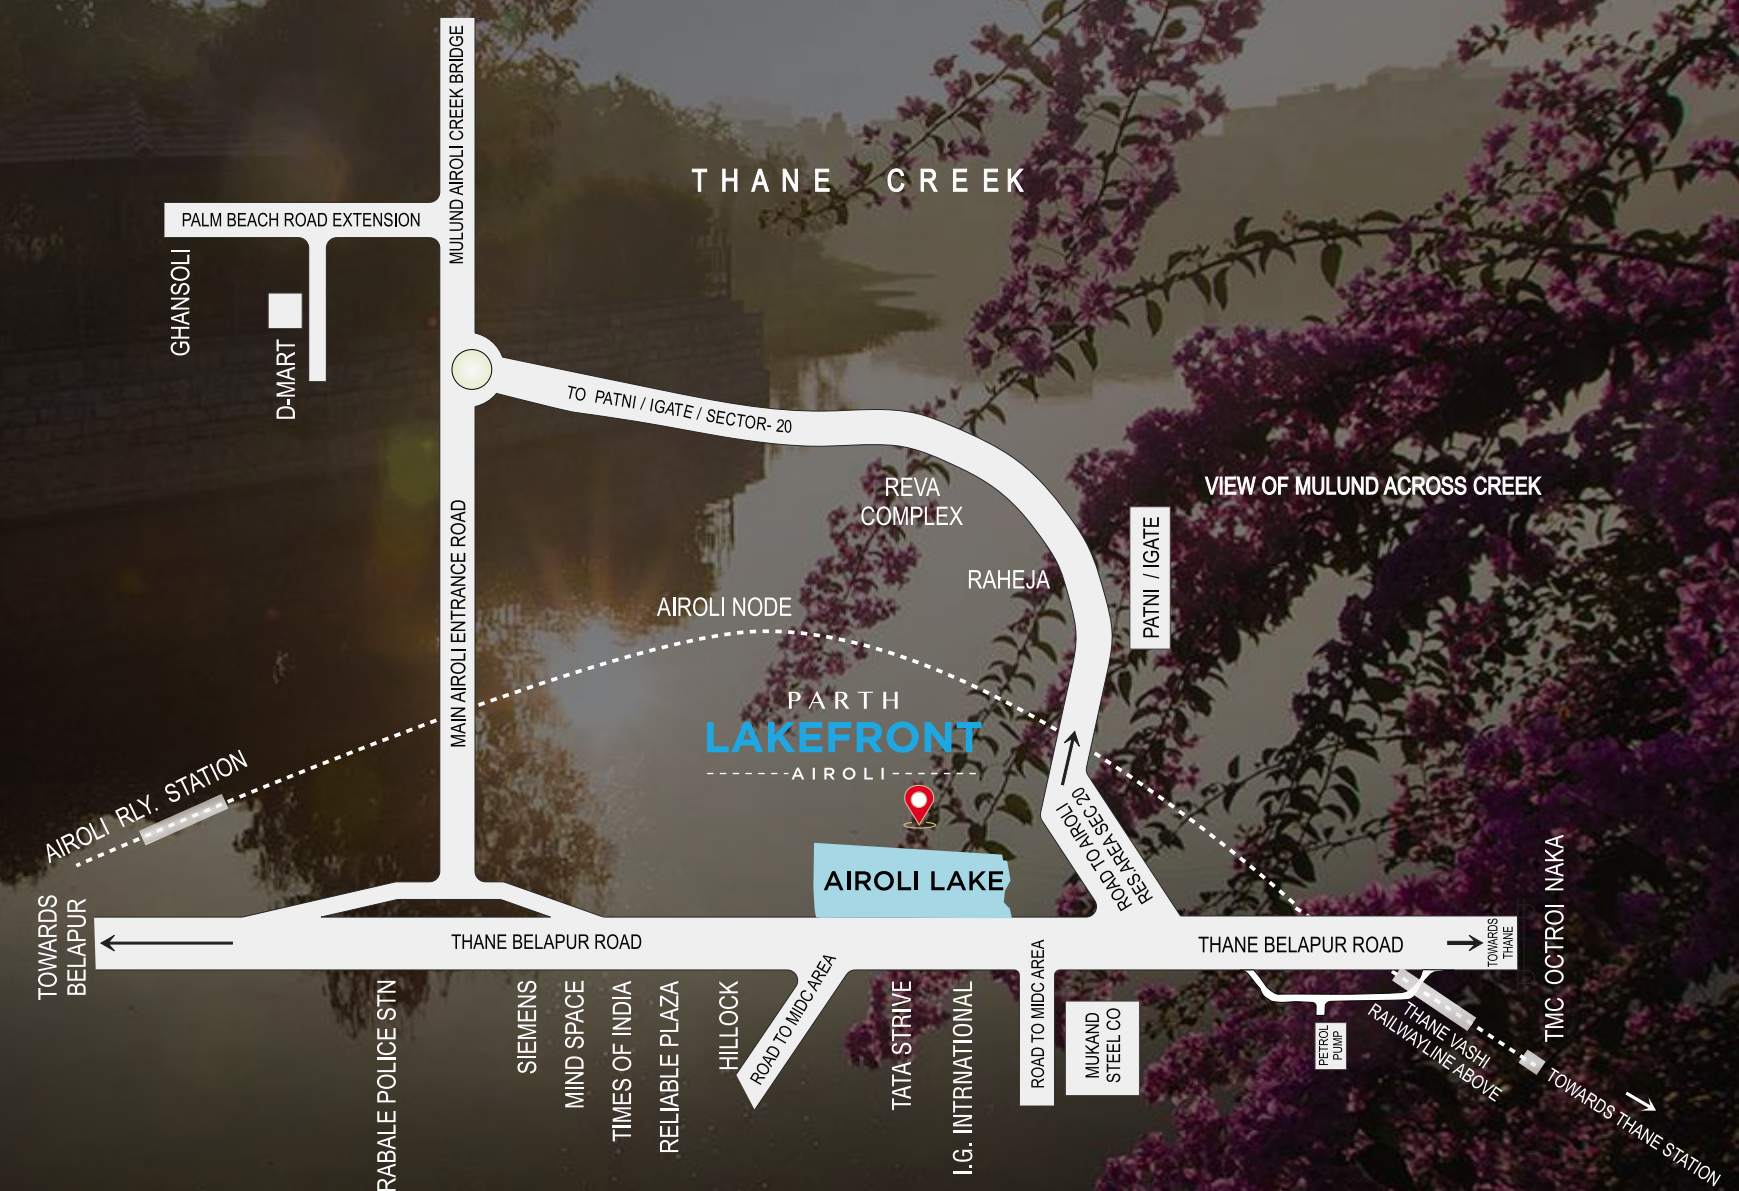 MULUND AIROLI CREEK BRIDGE
THANE CREEK
PALM BEACH ROAD EXTENSION
GHANSOLI
D-MART
TO PATNI / IGATE / SECTOR- 20
REVA
COMPLEX
VIEW OF MULUND ACROSS CREEK
PATNI / IGATE
RAHEJA
AIROLI NODE
MAIN AIROLI ENTRANCE ROAD
PARTH
LAKEFRONT
AIROLI
AIROLI RLY. STATION
ROAD TO AIROLI
RES.AREA SEC.20
AIROLI LAKE
TOWARDS
BELAPUR
THANE BELAPUR ROAD
THANE BELAPUR ROAD
TOWARDS
THANE
TMC OCTROI NAKA
RABALE POLICE STN
SIEMENS
MIND SPACE
TIMES OF INDIA
RELIABLE PLAZA
HILLOCK
ROAD TO MIDC AREA
TATA STRIVE
I.G. INTRNATIONAL
ROAD TO MIDC AREA
MUKAND
STEEL CO
PETROL
PUMP
THANE VASHI
RAILWAYLINE ABOVE
TOWARDS THANE STATION